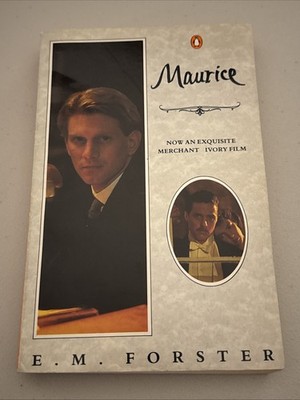 Maurice
NOW AN EXQUISITE
MERCHANT IVORY FILM
E. M. FORSTER